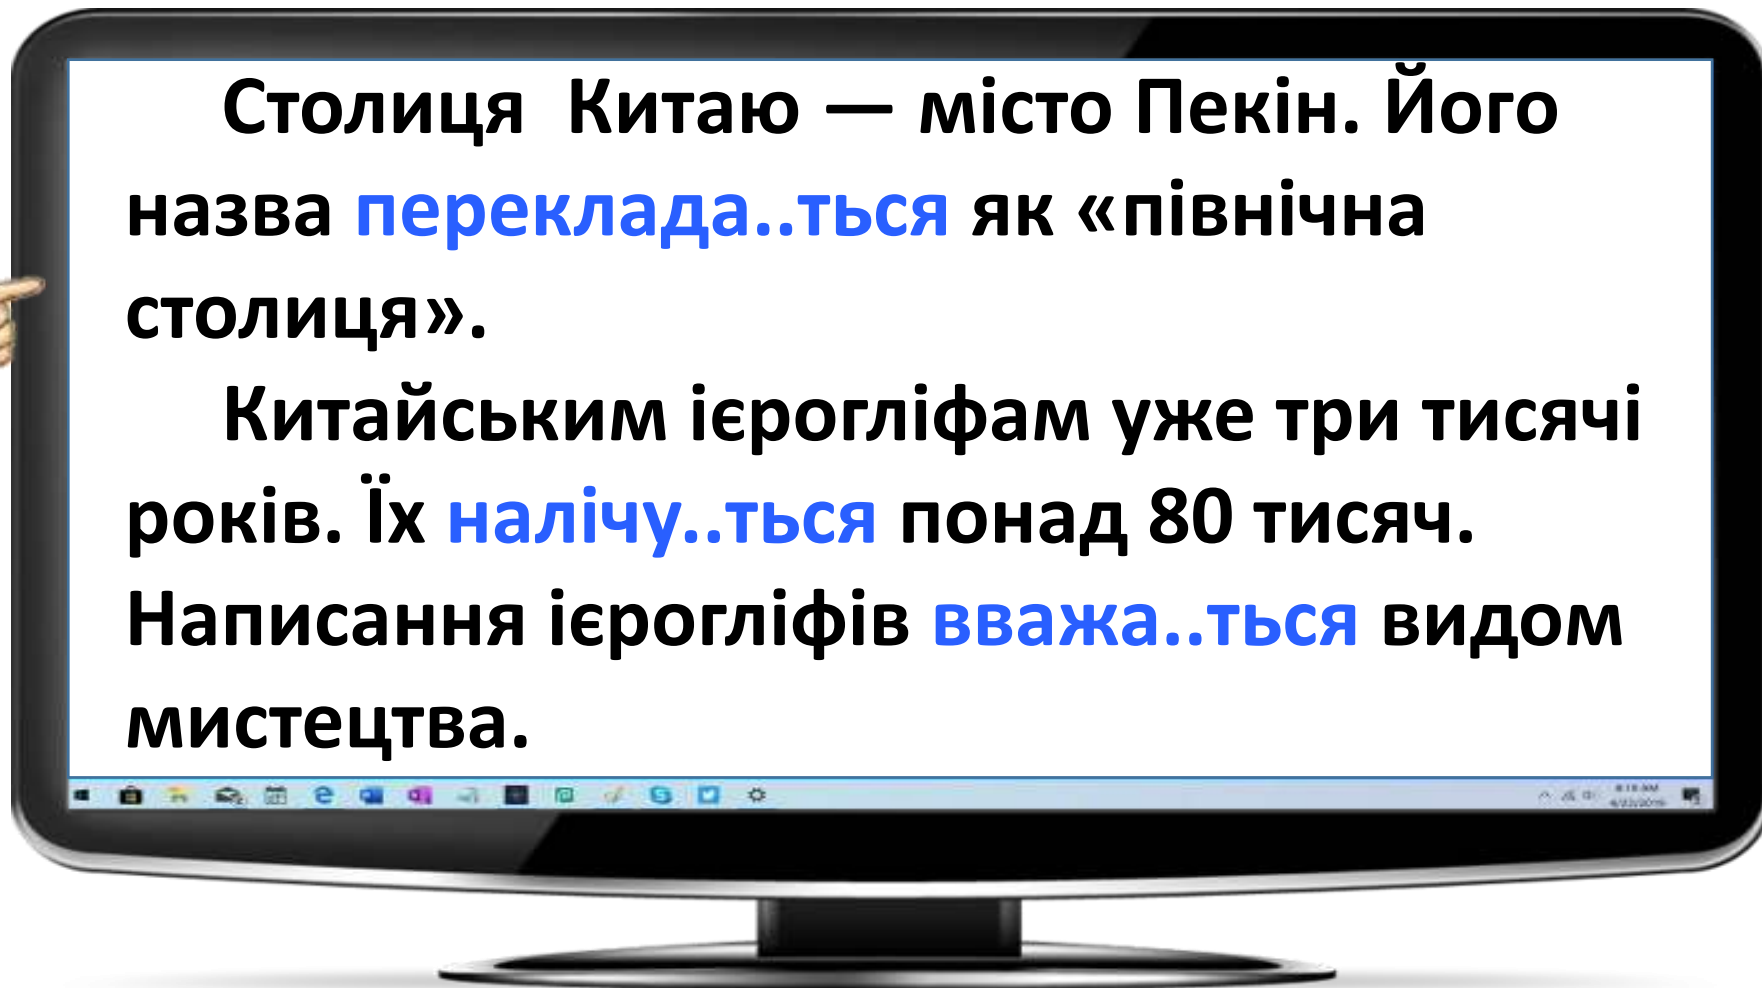 Столиця Китаю — місто Пекін. Його
назва переклада..ться як «північна
столиця».
Китайським ієрогліфам уже три тисячі
років. Їх налічу..ться понад 80 тисяч.
Написання ієрогліфів вважа..ться видом
мистецтва.